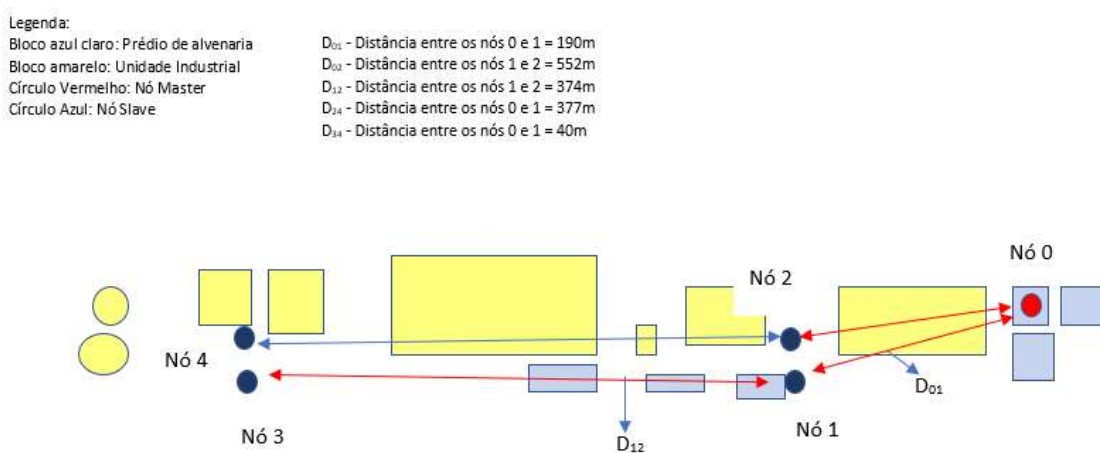 Legenda:
Bloco azul claro: Prédio de alvenaria
Bloco amarelo: Unidade Industrial
Círculo Vermelho: Nó Master
Círculo Azul: Nó Slave
D₀₁ - Distância entre os nós 0 e 1 = 190m
D₀₂ - Distância entre os nós 1 e 2 = 552m
D₁₂ - Distância entre os nós 1 e 2 = 374m
D₂₄ - Distância entre os nós 0 e 1 = 377m
D₃₄ - Distância entre os nós 0 e 1 = 40m
Nó 0
Nó 2
Nó 4
D₀₁
Nó 3
Nó 1
D₁₂